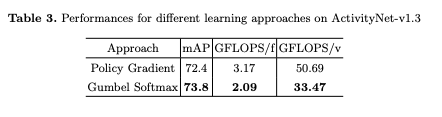 Table 3. Performances for different learning approaches on ActivityNet-v1.3
Approach mAP GFLOPS/f GFLOPS/v
Policy Gradient 72.4 3.17 50.69
Gumbel Softmax 73.8 2.09 33.47